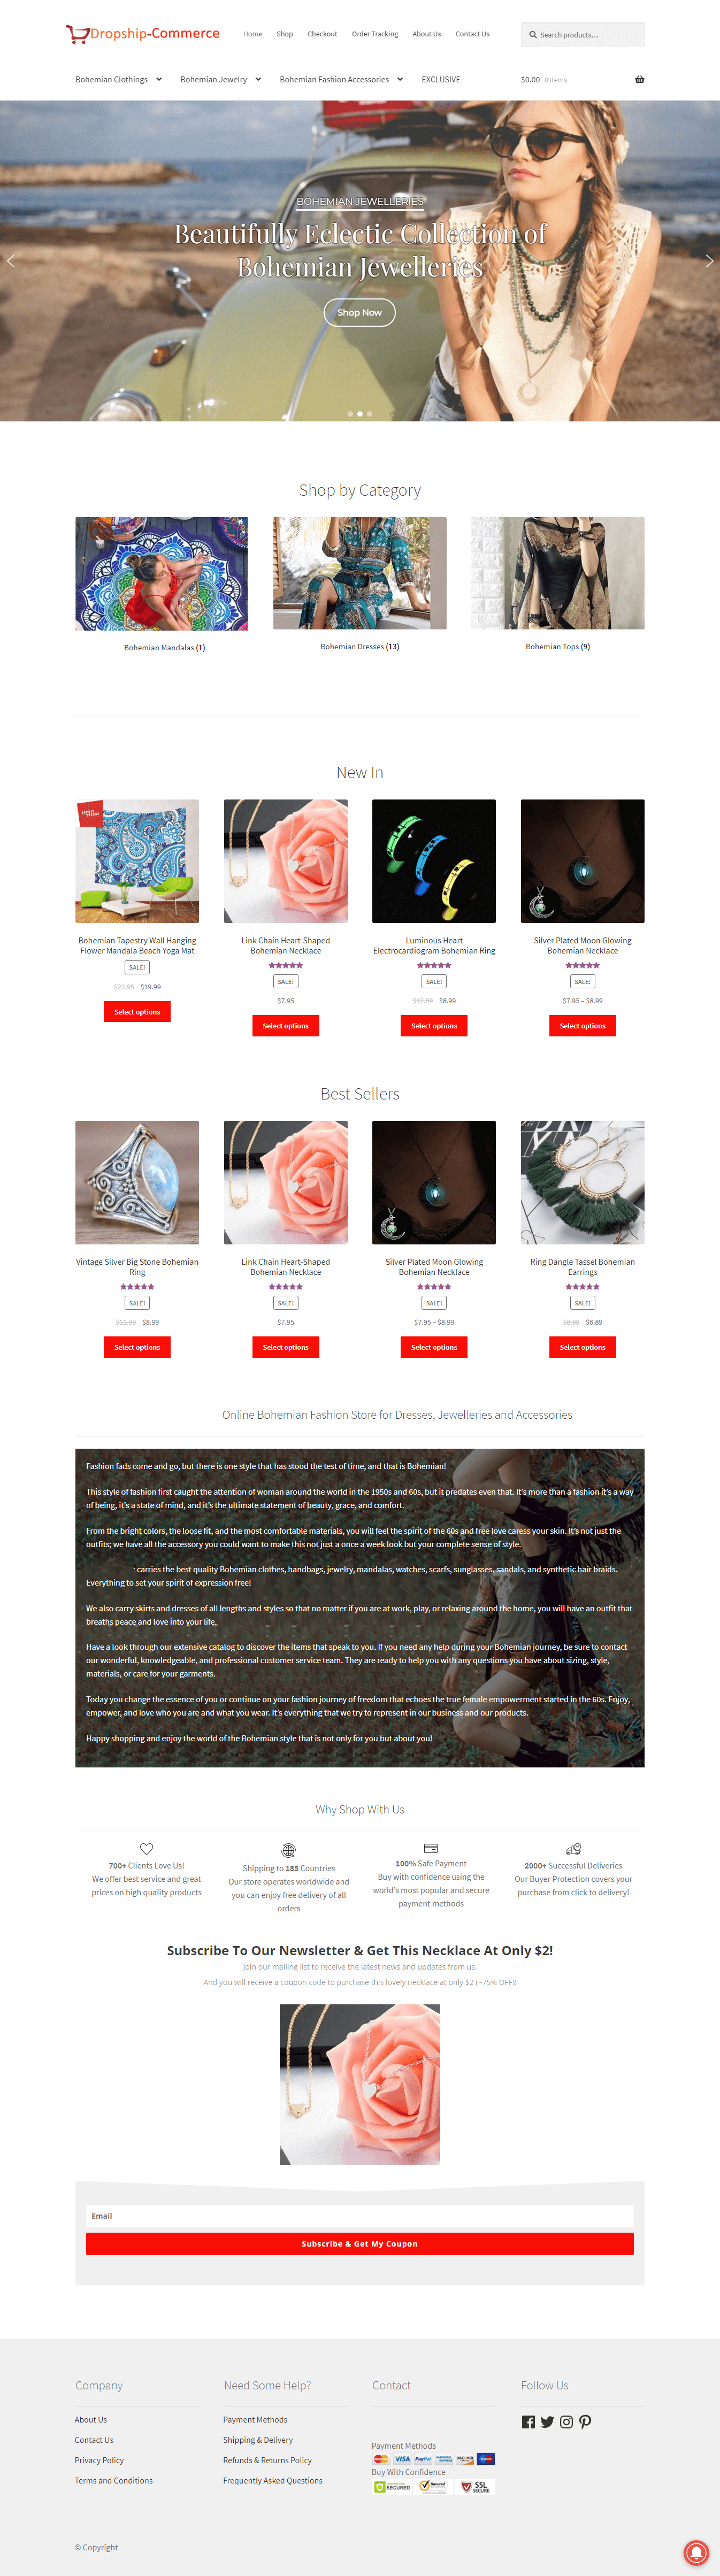 Dropship-Commerce
Home Shop Checkout Order Tracking About Us Contact Us
Search products…
Bohemian Clothings Bohemian Jewelry Bohemian Fashion Accessories EXCLUSIVE
$0.00 0 items
BOHEMIAN JEWELLERIES
Beautifully Eclectic Collection of
Bohemian Jewelleries
Shop Now
Shop by Category
Bohemian Mandalas (1)
Bohemian Dresses (13)
Bohemian Tops (9)
New In
Bohemian Tapestry Wall Hanging
Flower Mandala Beach Yoga Mat
SALE!
$23.95 $19.99
Select options
Link Chain Heart-Shaped
Bohemian Necklace
SALE!
$7.95
Select options
Luminous Heart
Electrocardiogram Bohemian Ring
SALE!
$12.89 $8.99
Select options
Silver Plated Moon Glowing
Bohemian Necklace
SALE!
$7.95 – $8.99
Select options
Best Sellers
Vintage Silver Big Stone Bohemian
Ring
SALE!
$11.89 $8.99
Select options
Link Chain Heart-Shaped
Bohemian Necklace
SALE!
$7.95
Select options
Silver Plated Moon Glowing
Bohemian Necklace
SALE!
$7.95 – $8.99
Select options
Ring Dangle Tassel Bohemian
Earrings
SALE!
$6.89
Select options
Online Bohemian Fashion Store for Dresses, Jewelleries and Accessories
Fashion fads come and go, but there is one style that has stood the test of time, and that is Bohemian!
This style of fashion first caught the attention of woman around the world in the 1950s and 60s, but it predates even that. It's more than a fashion it's a way
of being, it's a state of mind, and it's the ultimate statement of beauty, grace, and comfort.
From the bright colors, the loose fit, and the most comfortable materials, you will feel the spirit of the 60s and free love caress your skin. It's not just the
outfits; we have all the accessory you could want to make this not just a once a week look but your complete sense of style.
: carries the best quality Bohemian clothes, handbags, jewelry, mandalas, watches, scarfs, sunglasses, sandals, and synthetic hair braids.
Everything to set your spirit of expression free!
We also carry skirts and dresses of all lengths and styles so that no matter if you are at work, play, or relaxing around the home, you will have an outfit that
breaths peace and love into your life.
Have a look through our extensive catalog to discover the items that speak to you. If you need any help during your Bohemian journey, be sure to contact
our wonderful, knowledgeable, and professional customer service team. They are ready to help you with any questions you have about sizing, style,
materials, or care for your garments.
Today you change the essence of you or continue on your fashion journey of freedom that echoes the true female empowerment started in the 60s. Enjoy,
empower, and love who you are and what you wear. It's everything that we try to represent in our business and our products.
Happy shopping and enjoy the world of the Bohemian style that is not only for you but about you!
Why Shop With Us
700+ Clients Love Us!
We offer best service and great
prices on high quality products
Shipping to 185 Countries
Our store operates worldwide and
you can enjoy free delivery of all
orders
100% Safe Payment
Buy with confidence using the
world's most popular and secure
payment methods
2000+ Successful Deliveries
Our Buyer Protection covers your
purchase from click to delivery!
Subscribe To Our Newsletter & Get This Necklace At Only $2!
Join our mailing list to receive the latest news and updates from us.
And you will receive a coupon code to purchase this lovely necklace at only $2 (~75% OFF)!
Email
Subscribe & Get My Coupon
Company
About Us
Contact Us
Privacy Policy
Terms and Conditions
Need Some Help?
Payment Methods
Shipping & Delivery
Refunds & Returns Policy
Frequently Asked Questions
Contact
Payment Methods
VISA PayPal
Buy With Confidence
SECURED Secured SSL SECURE
Follow Us
© Copyright